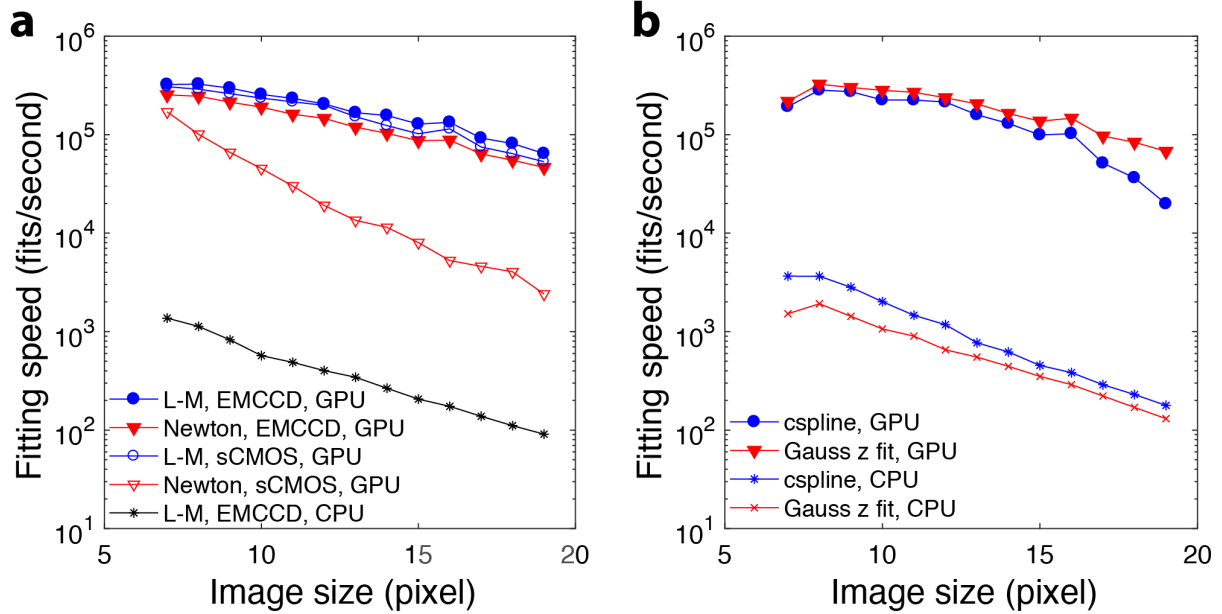 a
Fitting speed (fits/second)
10^6
10^5
10^4
10^3
10^2
10^1
L-M, EMCCD, GPU
Newton, EMCCD, GPU
L-M, sCMOS, GPU
Newton, sCMOS, GPU
L-M, EMCCD, CPU
5 10 15 20
Image size (pixel)
b
Fitting speed (fits/second)
10^6
10^5
10^4
10^3
10^2
10^1
cspline, GPU
Gauss z fit, GPU
cspline, CPU
Gauss z fit, CPU
5 10 15 20
Image size (pixel)